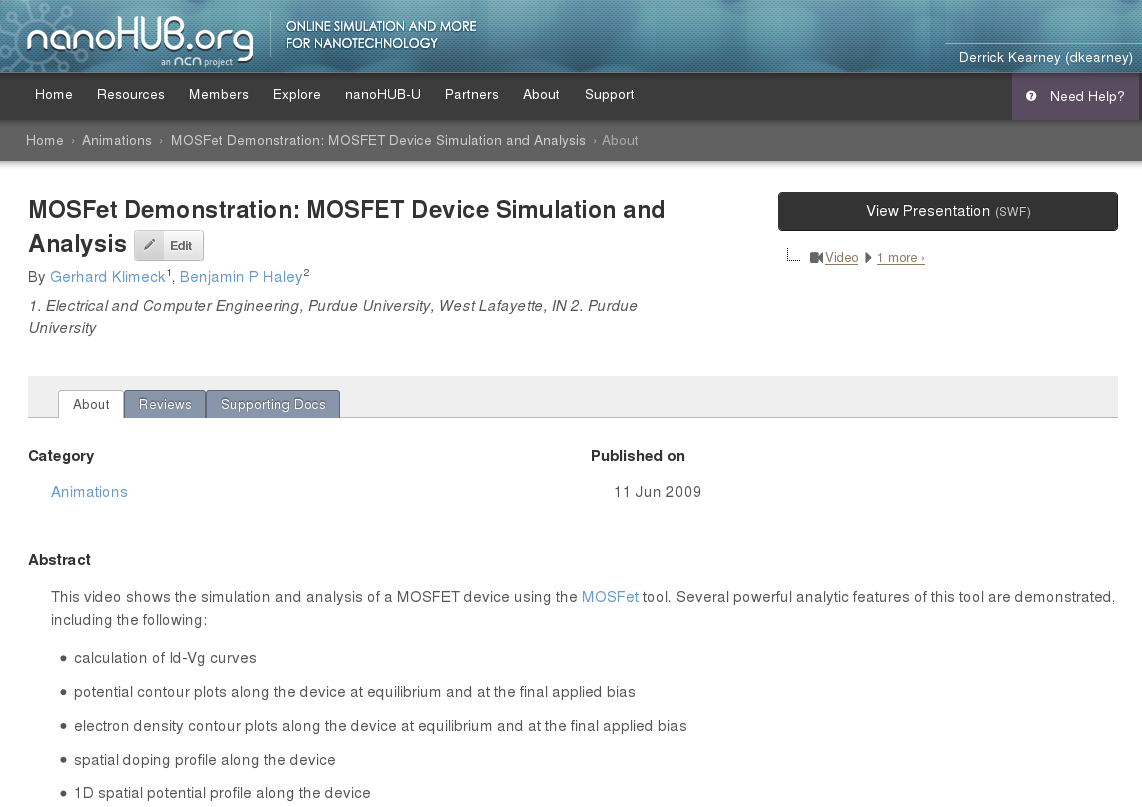 nanoHUB.org
an ncn project
ONLINE SIMULATION AND MORE
FOR NANOTECHNOLOGY
Derrick Kearney (dkearney)
Home Resources Members Explore nanoHUB-U Partners About Support
Need Help?
Home › Animations › MOSFet Demonstration: MOSFET Device Simulation and Analysis › About
MOSFet Demonstration: MOSFET Device Simulation and
Analysis Edit
By Gerhard Klimeck1, Benjamin P Haley2
1. Electrical and Computer Engineering, Purdue University, West Lafayette, IN 2. Purdue
University
View Presentation (SWF)
Video 1 more ›
About Reviews Supporting Docs
Category
Animations
Published on
11 Jun 2009
Abstract
This video shows the simulation and analysis of a MOSFET device using the MOSFet tool. Several powerful analytic features of this tool are demonstrated,
including the following:
• calculation of Id-Vg curves
• potential contour plots along the device at equilibrium and at the final applied bias
• electron density contour plots along the device at equilibrium and at the final applied bias
• spatial doping profile along the device
• 1D spatial potential profile along the device